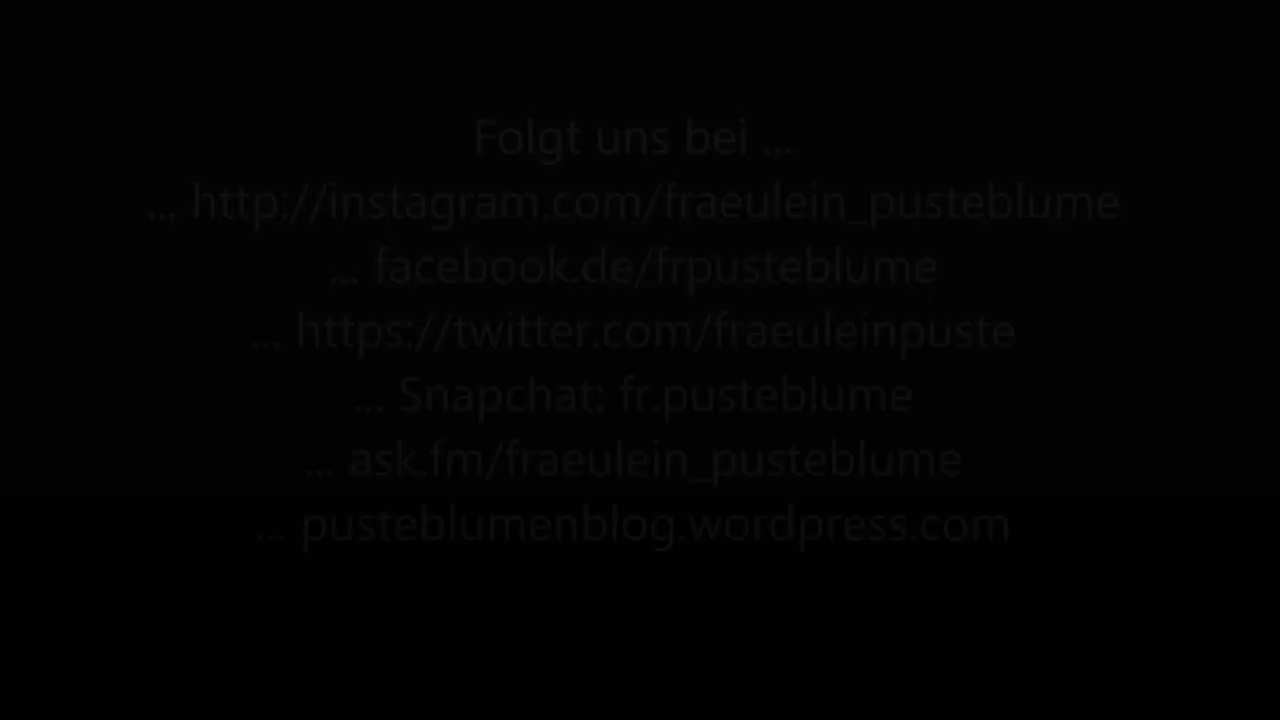 Folgt uns bei ...
... http://instagram.com/fraeulein_pusteblume
... facebook.de/frpusteblume
... https://twitter.com/fraeuleinpuste
... Snapchat: fr.pusteblume
... ask.fm/fraeulein_pusteblume
... pusteblumenblog.wordpress.com